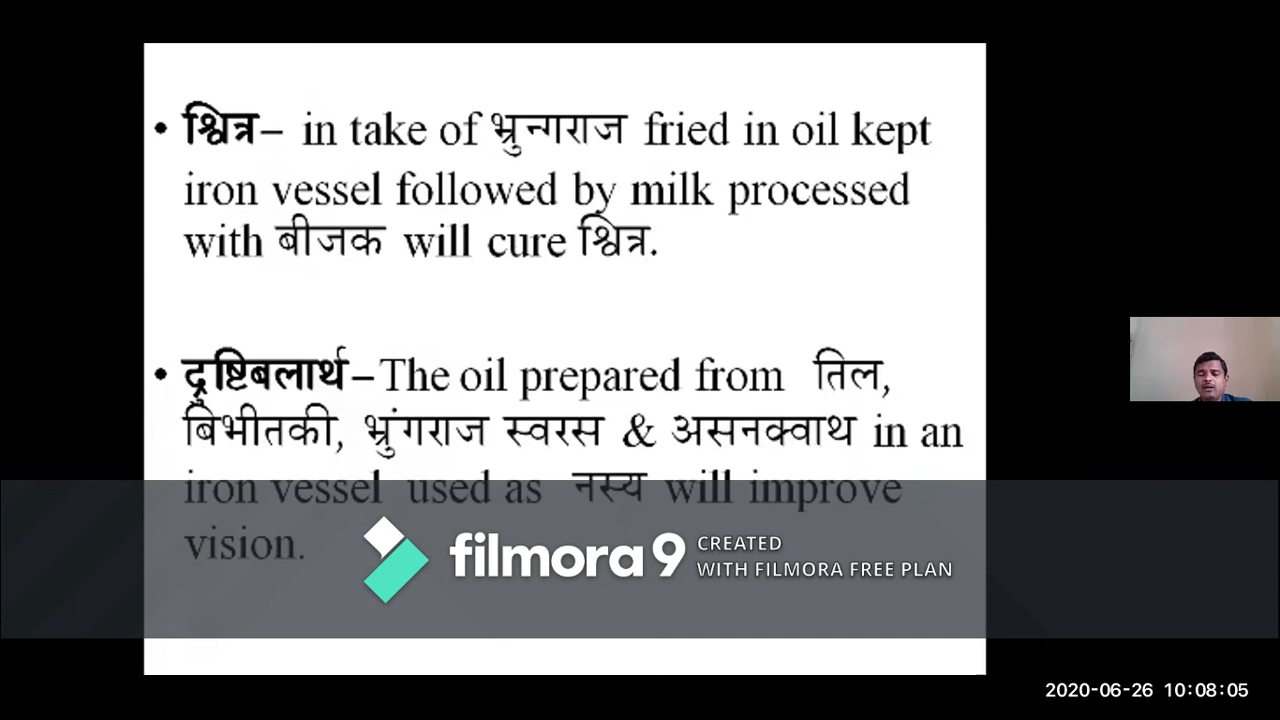 • श्वित्र– in take of भ्रुन्गराज fried in oil kept
iron vessel followed by milk processed
with बीजक will cure श्वित्र.
• द्रुष्टिबलार्थ–The oil prepared from तिल,
बिभीतकी, भ्रुंगराज स्वरस & असनक्वाथ in an
iron vessel used as नस्य will improve
vision.
filmora 9 CREATED
WITH FILMORA FREE PLAN
2020-06-26 10:08:05